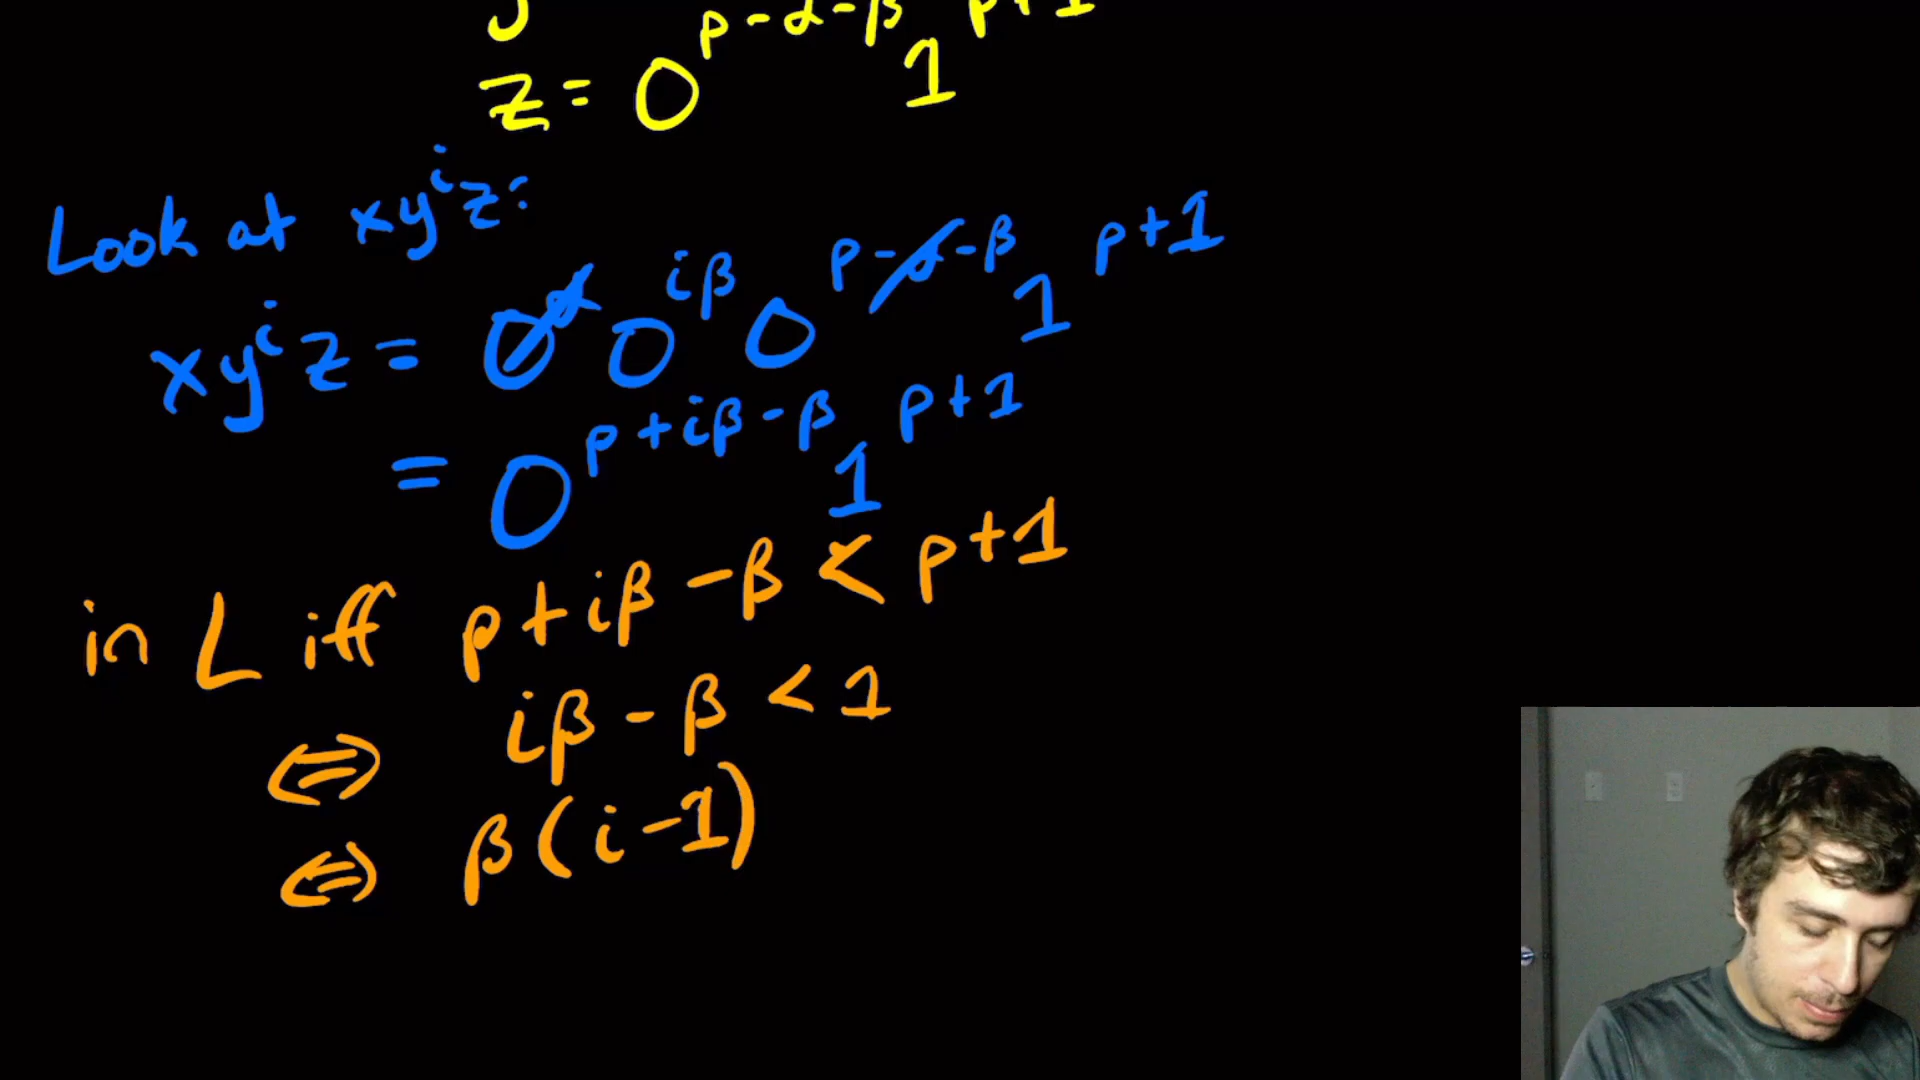 z = 0^{p-α-β} 1^{p+1}
Look at xy^i z:
xy^i z = 0^α 0^{iβ} 0^{p-α-β} 1^{p+1}
= 0^{p+iβ-β} 1^{p+1}
in L iff p+iβ-β < p+1
⇔ iβ-β < 1
⇔ β(i-1)